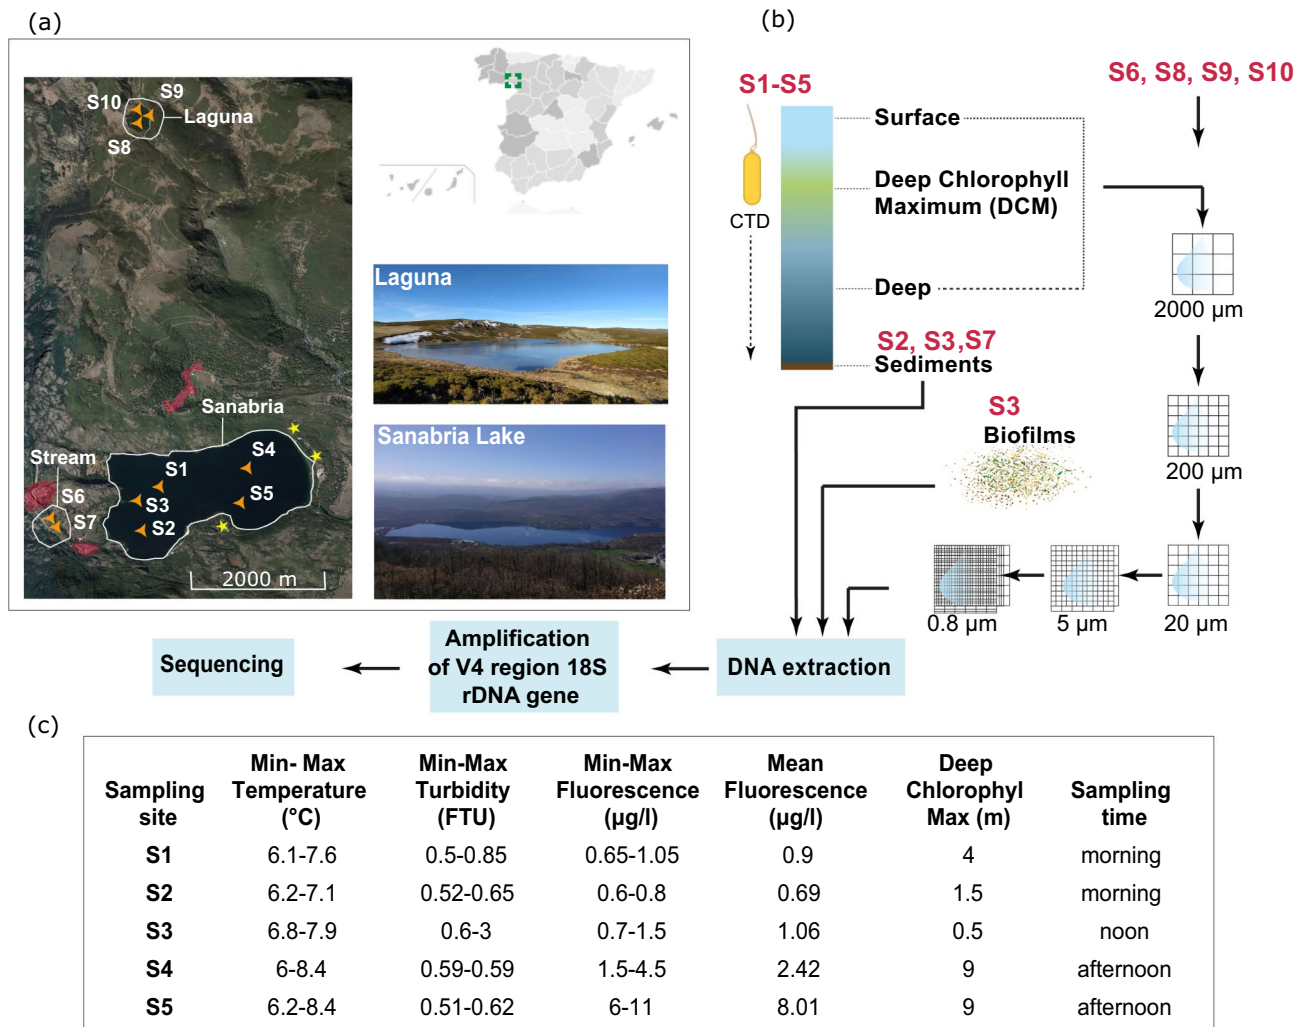 (a)
S10
S9
Laguna
S8
Sanabria
Stream
S4
S1
S6
S3
S5
S7
S2
2000 m
Laguna
Sanabria Lake
(b)
S1-S5
S6, S8, S9, S10
Surface
Deep Chlorophyll
Maximum (DCM)
CTD
Deep
2000 µm
S2, S3,S7
Sediments
S3
Biofilms
200 µm
0.8 µm
5 µm
20 µm
Sequencing
Amplification
of V4 region 18S
rDNA gene
DNA extraction
(c)
Sampling site Min- Max Temperature (°C) Min-Max Turbidity (FTU) Min-Max Fluorescence (µg/l) Mean Fluorescence (µg/l) Deep Chlorophyl Max (m) Sampling time
S1 6.1-7.6 0.5-0.85 0.65-1.05 0.9 4 morning
S2 6.2-7.1 0.52-0.65 0.6-0.8 0.69 1.5 morning
S3 6.8-7.9 0.6-3 0.7-1.5 1.06 0.5 noon
S4 6-8.4 0.59-0.59 1.5-4.5 2.42 9 afternoon
S5 6.2-8.4 0.51-0.62 6-11 8.01 9 afternoon